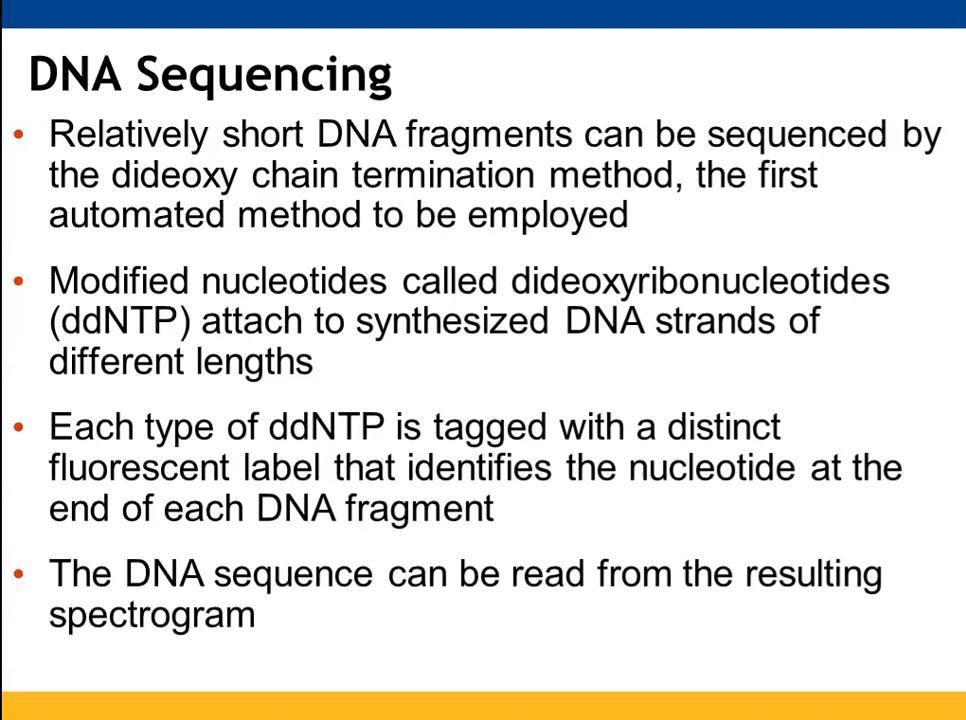 DNA Sequencing
• Relatively short DNA fragments can be sequenced by
the dideoxy chain termination method, the first
automated method to be employed
• Modified nucleotides called dideoxyribonucleotides
(ddNTP) attach to synthesized DNA strands of
different lengths
• Each type of ddNTP is tagged with a distinct
fluorescent label that identifies the nucleotide at the
end of each DNA fragment
• The DNA sequence can be read from the resulting
spectrogram